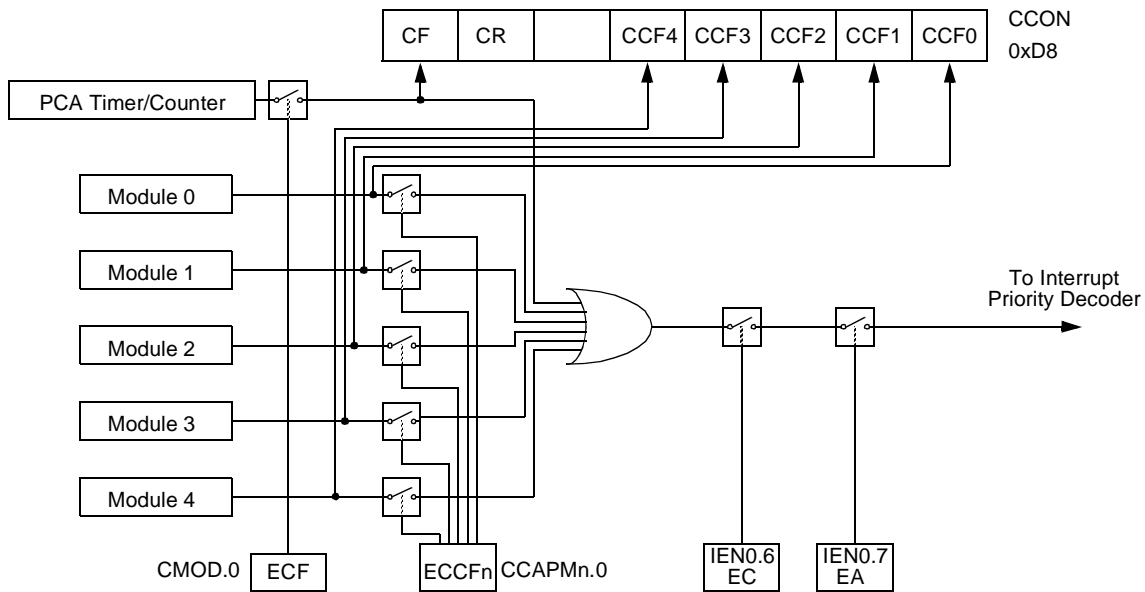 CF CR CCF4 CCF3 CCF2 CCF1 CCF0
CCON
0xD8
PCA Timer/Counter
Module 0
Module 1
Module 2
Module 3
Module 4
To Interrupt
Priority Decoder
CMOD.0 ECF
ECCFn CCAPMn.0
IEN0.6
EC
IEN0.7
EA